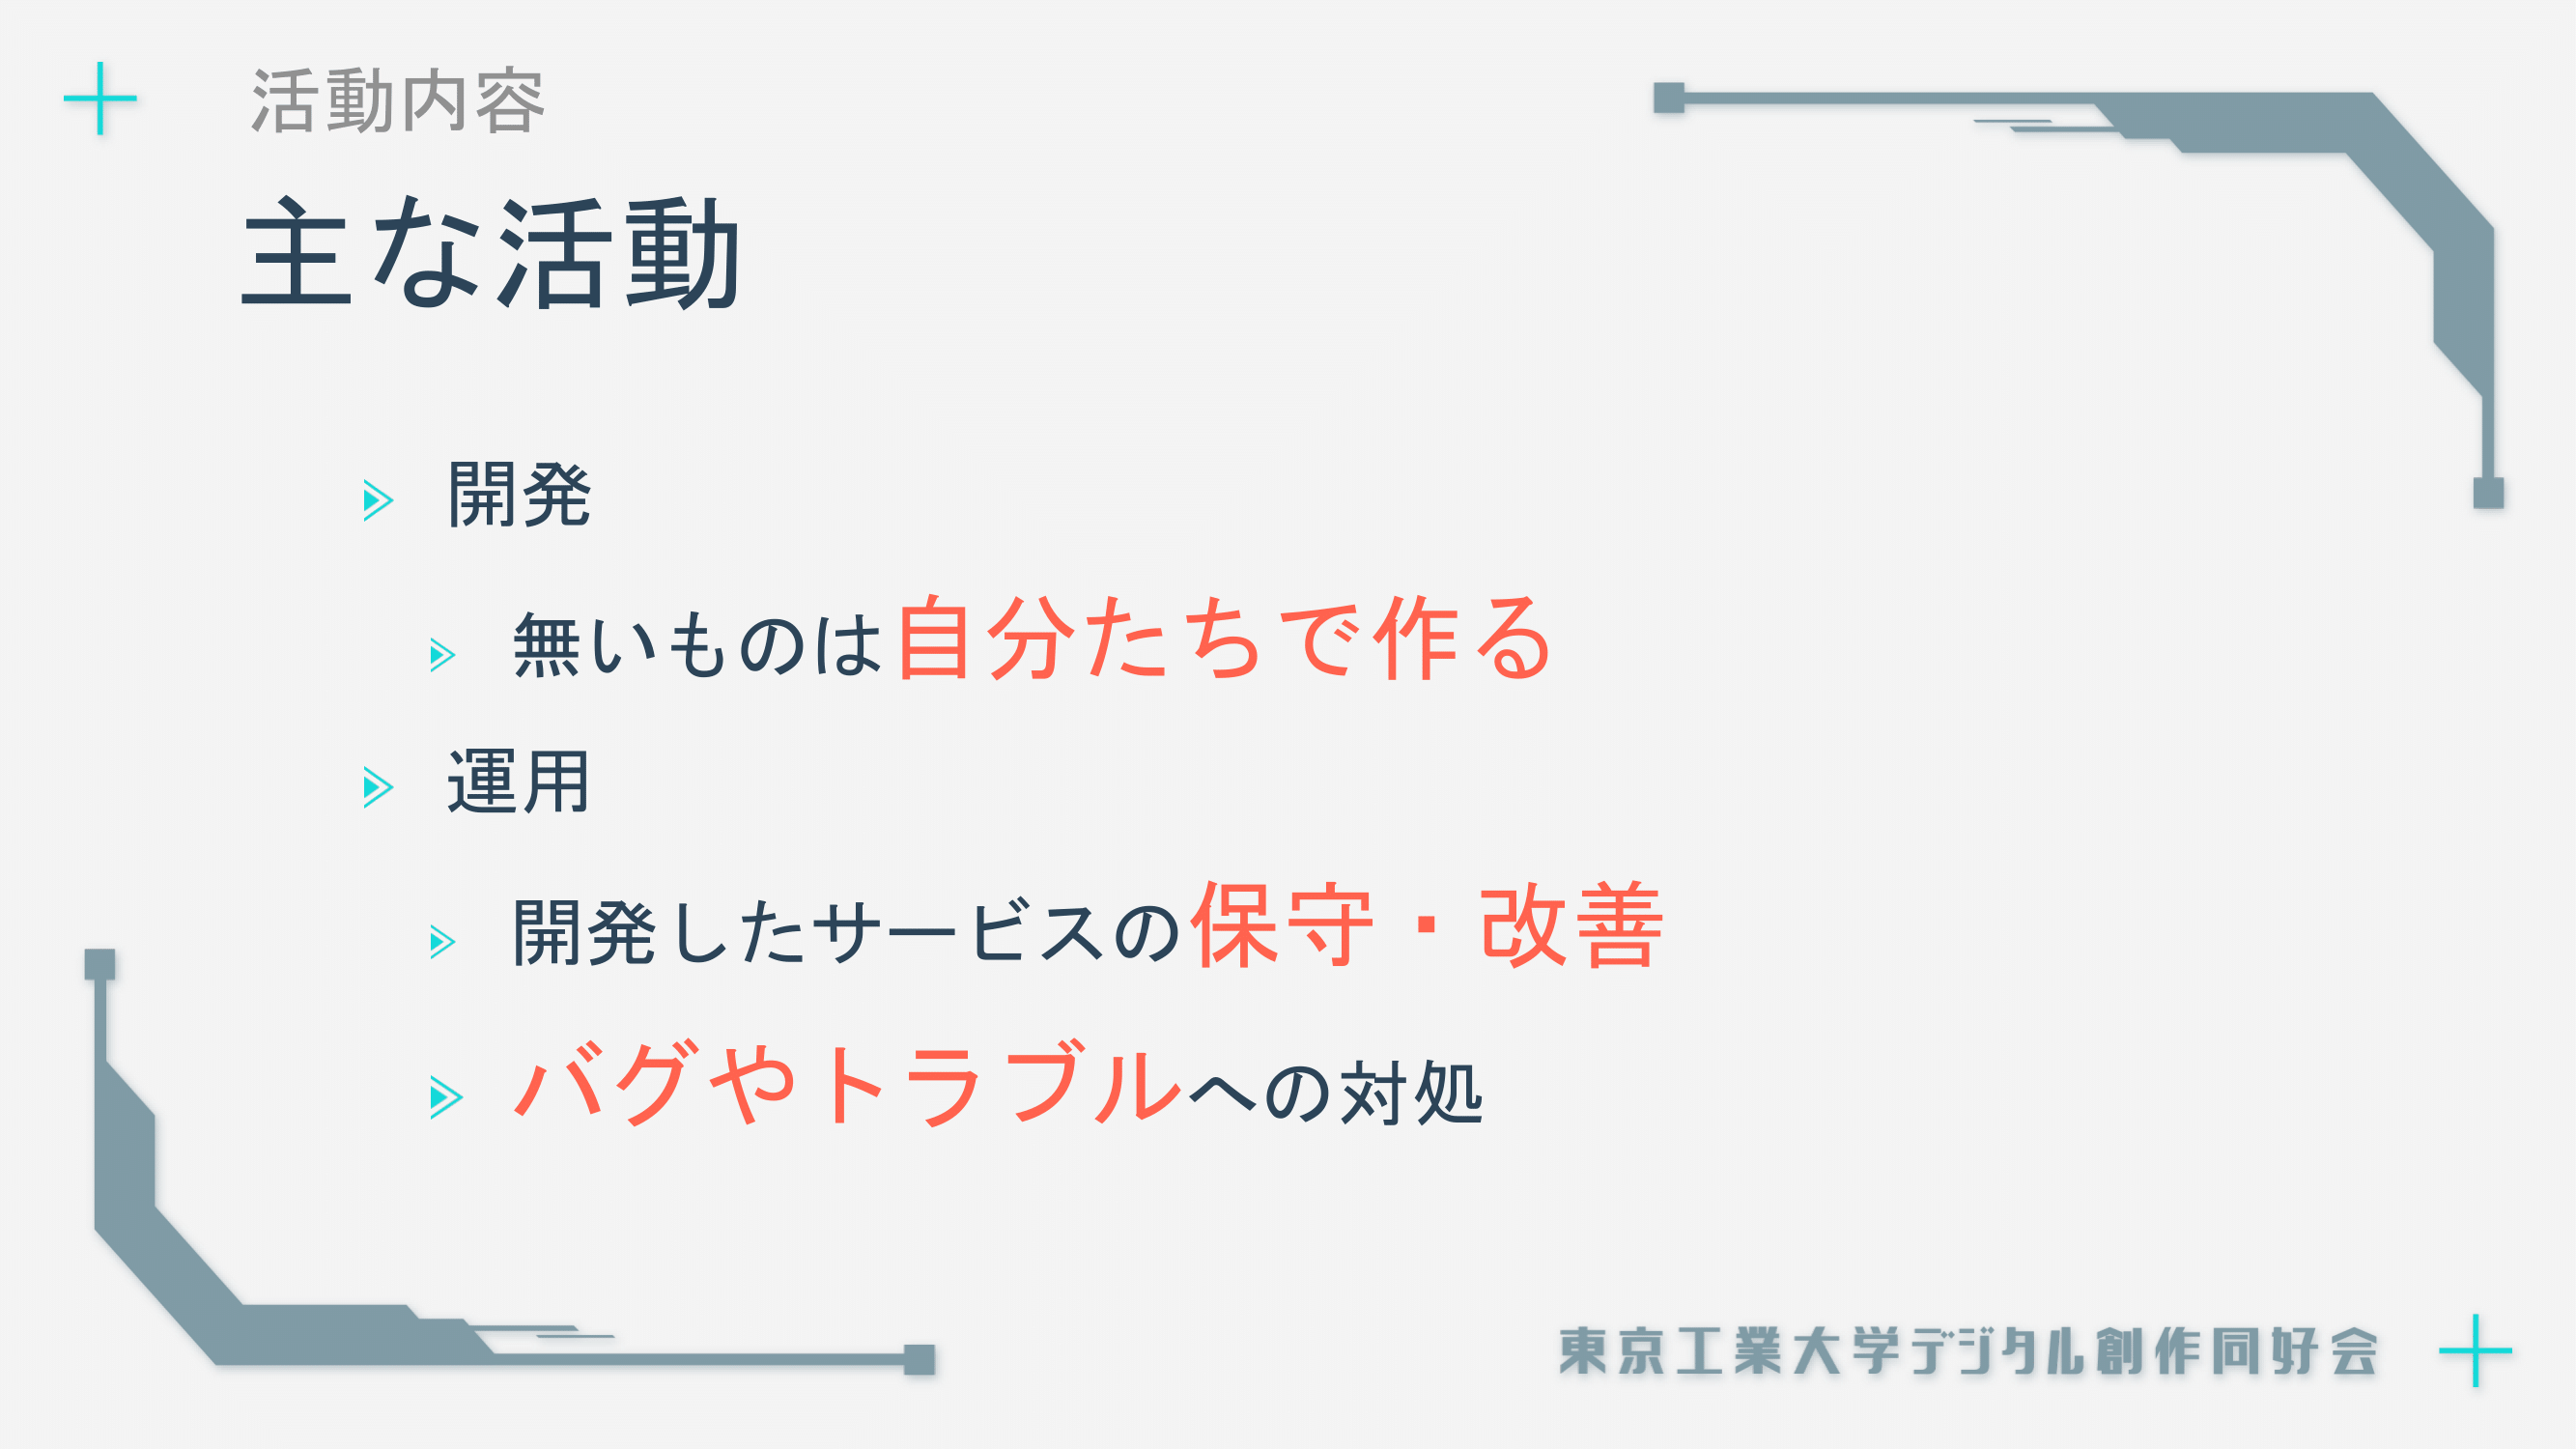 活動内容
主な活動
開発
無いものは自分たちで作る
運用
開発したサービスの保守・改善
バグやトラブルへの対処
東京工業大学デジタル創作同好会